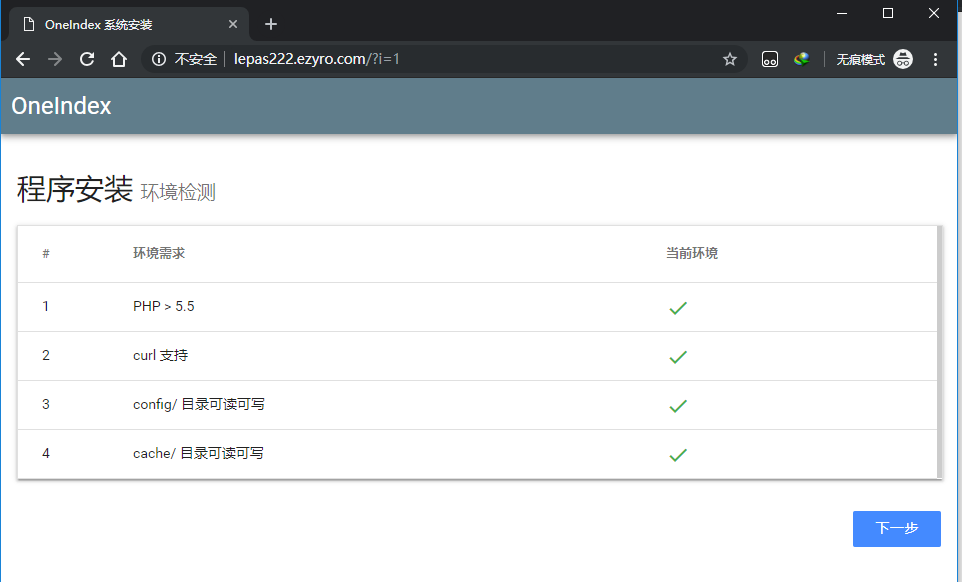 OneIndex 系统安装
不安全 lepas222.ezyro.com/?i=1 无痕模式
OneIndex
程序安装 环境检测
# 环境需求 当前环境
1 PHP > 5.5
2 curl 支持
3 config/ 目录可读可写
4 cache/ 目录可读可写
下一步